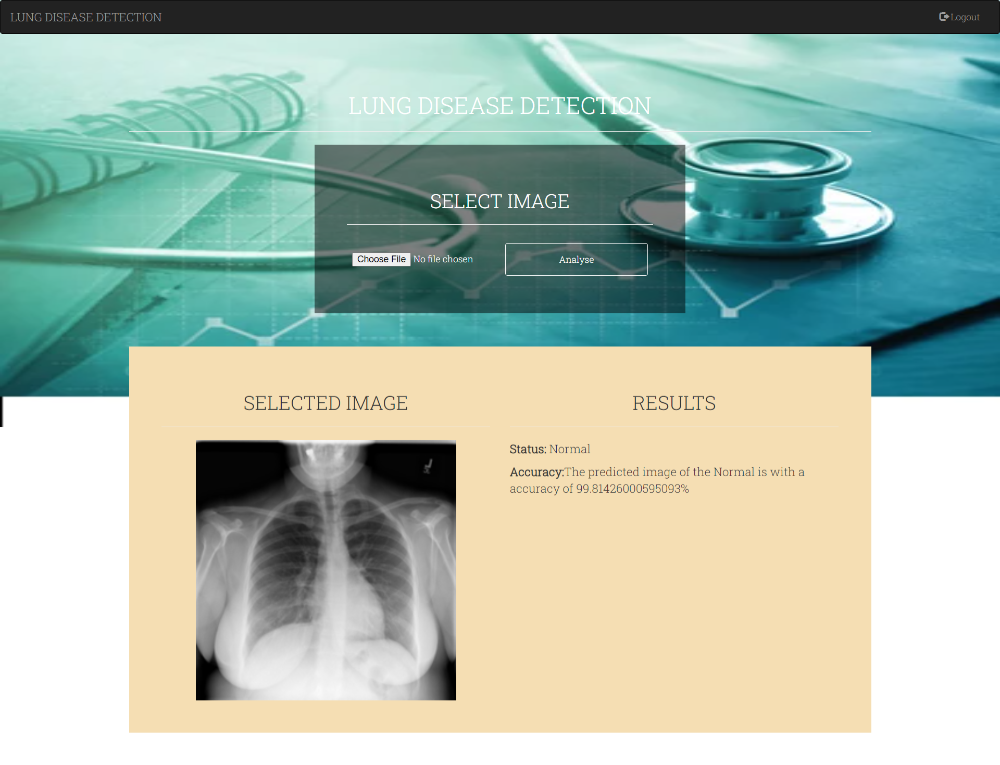 LUNG DISEASE DETECTION
Logout
LUNG DISEASE DETECTION
SELECT IMAGE
Choose File No file chosen
Analyse
SELECTED IMAGE
RESULTS
Status: Normal
Accuracy:The predicted image of the Normal is with a
accuracy of 99.81426000595093%